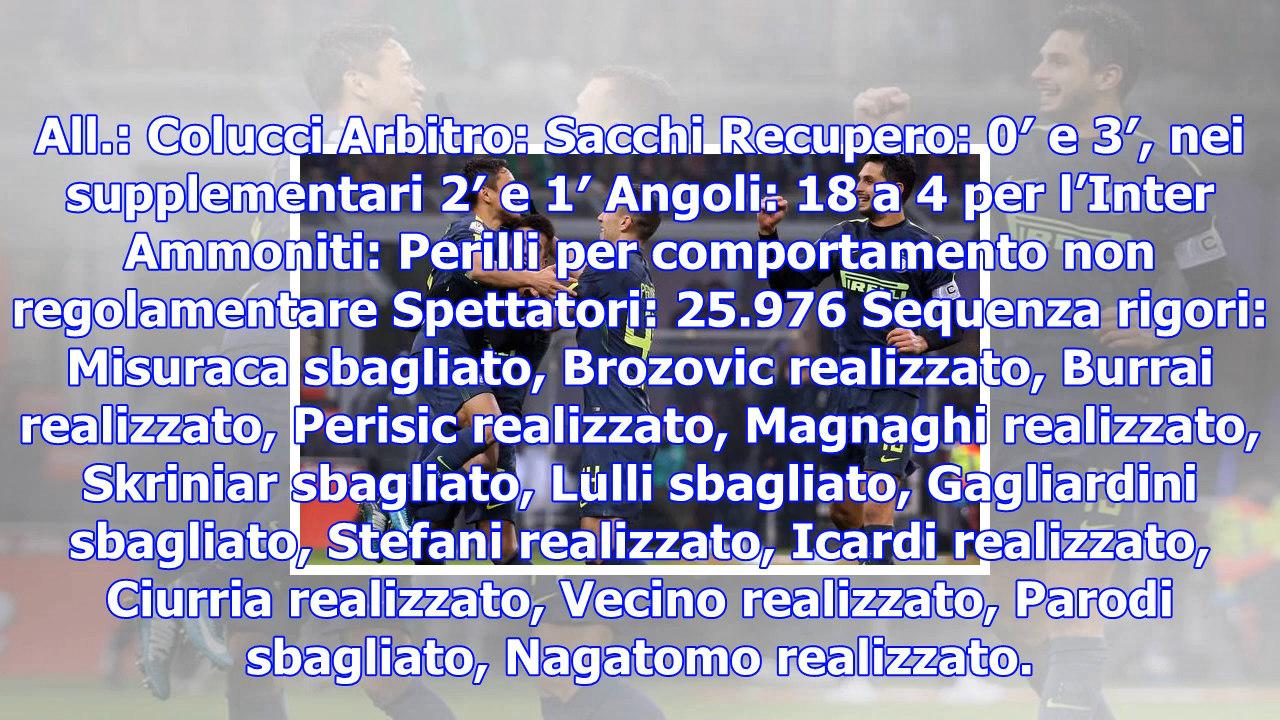 All.: Colucci Arbitro: Sacchi Recupero: 0′ e 3′, nei
supplementari 2′ e 1′ Angoli: 18 a 4 per l’Inter
Ammoniti: Perilli per comportamento non
regolamentare Spettatori: 25.976 Sequenza rigori:
Misuraca sbagliato, Brozovic realizzato, Burrai
realizzato, Perisic realizzato, Magnaghi realizzato,
Skriniar sbagliato, Lulli sbagliato, Gagliardini
sbagliato, Stefani realizzato, Icardi realizzato,
Ciurria realizzato, Vecino realizzato, Parodi
sbagliato, Nagatomo realizzato.
IRELLI
C